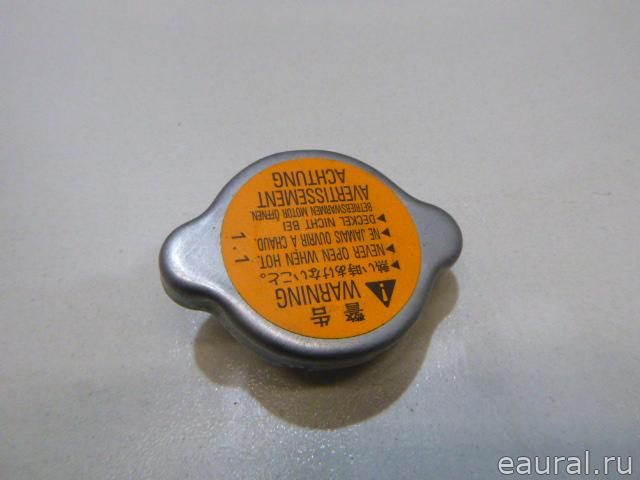 警告
WARNING
AVERTISSEMENT
ACHTUNG
▶熱い時あけないこと。
▶NEVER OPEN WHEN HOT.
▶NE JAMAIS OUVRIR À CHAUD.
▶DECKEL NICHT BEI
BETRIEBSWARMEN MOTOR ÖFFNEN.
1.1
eaural.ru